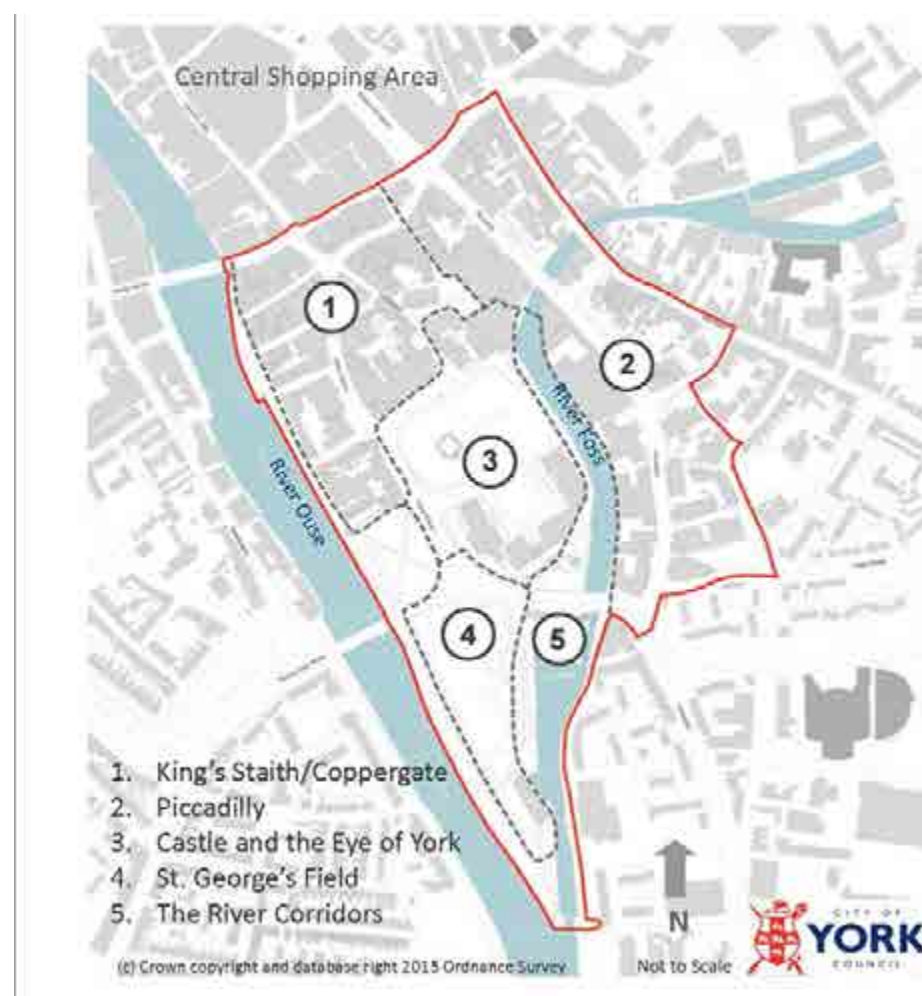 Central Shopping Area
1
2
River Foss
3
River Ouse
4
5
1. King's Staith/Coppergate
2. Piccadilly
3. Castle and the Eye of York
4. St. George's Field
5. The River Corridors
N
CITY OF
YORK
COUNCIL
(c) Crown copyright and database right 2015 Ordnance Survey
Not to Scale